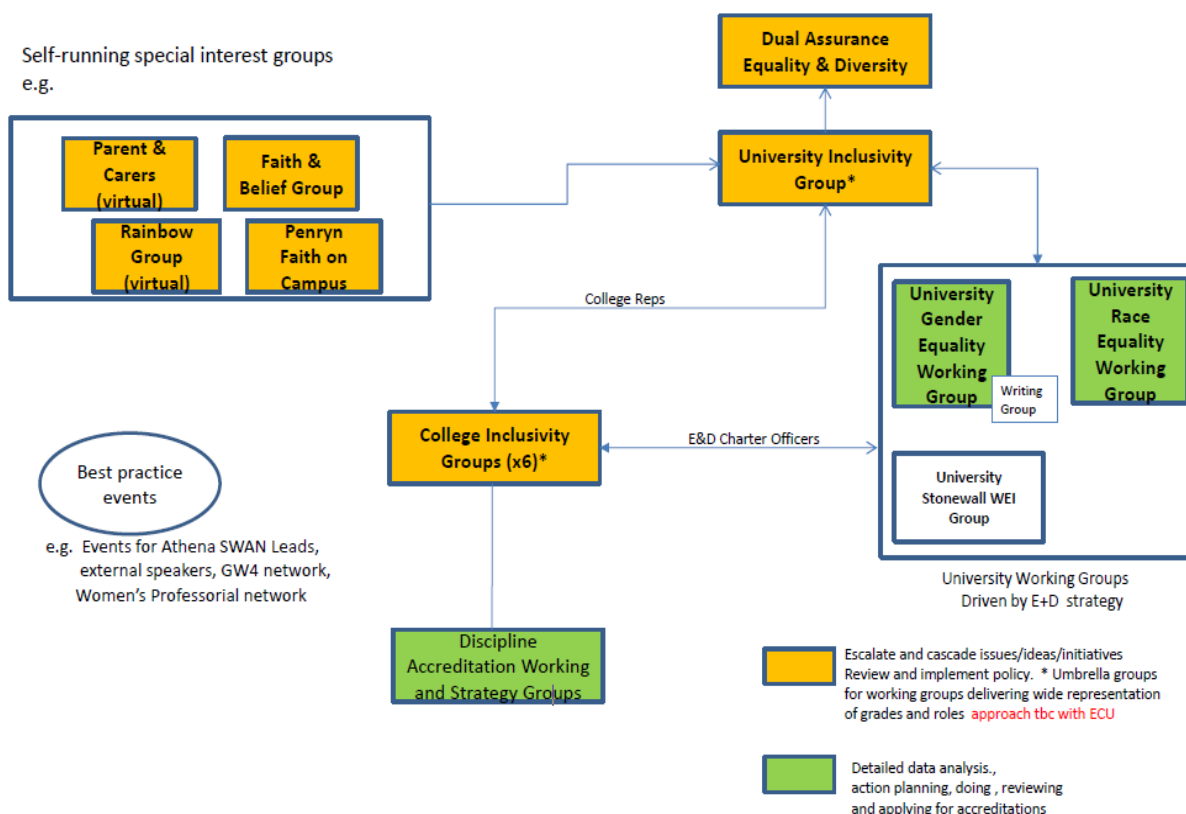 Self-running special interest groups
e.g.
Parent &
Carers
(virtual)
Faith &
Belief Group
Rainbow
Group
(virtual)
Penryn
Faith on
Campus
Dual Assurance
Equality & Diversity
University Inclusivity
Group*
College Reps
University
Gender
Equality
Working
Group
Writing
Group
University
Race
Equality
Working
Group
University
Stonewall WEI
Group
University Working Groups
Driven by E+D strategy
College Inclusivity
Groups (x6)*
E&D Charter Officers
Best practice
events
e.g. Events for Athena SWAN Leads,
external speakers, GW4 network,
Women's Professorial network
Discipline
Accreditation Working
and Strategy Groups
Escalate and cascade issues/ideas/initiatives
Review and implement policy. * Umbrella groups
for working groups delivering wide representation
of grades and roles approach tbc with ECU
Detailed data analysis.,
action planning, doing , reviewing
and applying for accreditations